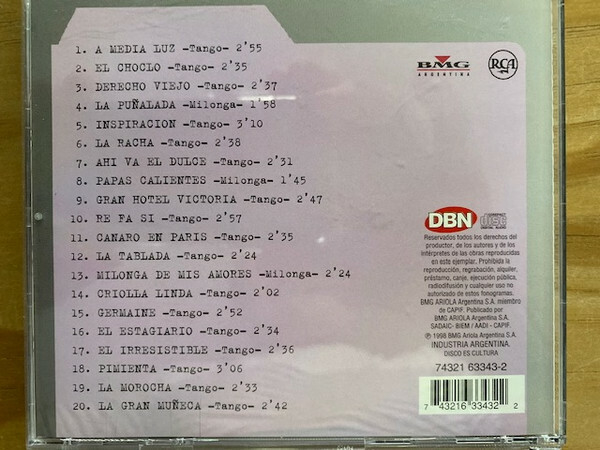 1. A MEDIA LUZ -Tango- 2'55
2. EL CHOCLO -Tango- 2'35
3. DERECHO VIEJO -Tango- 2'37
4. LA PUÑALADA -Milonga- 1'58
5. INSPIRACION -Tango- 3'10
6. LA RACHA -Tango- 2'38
7. AHI VA EL DULCE -Tango- 2'31
8. PAPAS CALIENTES -Milonga- 1'45
9. GRAN HOTEL VICTORIA -Tango- 2'47
10. RE FA SI -Tango- 2'57
11. CANARO EN PARIS -Tango- 2'35
12. LA TABLADA -Tango- 2'24
13. MILONGA DE MIS AMORES -Milonga- 2'24
14. CRIOLLA LINDA -Tango- 2'02
15. GERMAINE -Tango- 2'52
16. EL ESTAGIARIO -Tango- 2'34
17. EL IRRESISTIBLE -Tango- 2'36
18. PIMIENTA -Tango- 3'06
19. LA MOROCHA -Tango- 2'33
20. LA GRAN MUÑECA -Tango- 2'42
BMG
ARGENTINA
RCA
DBN
COMPACT
disc
DIGITAL AUDIO
Reservados todos los derechos del
productor, de los autores y de los
intérpretes de las obras reproducidas
en este ejemplar. Prohibida la
reproducción, regrabación, alquiler,
préstamo, canje, ejecución pública,
radiodifusión y cualquier uso no
autorizado de estos fonogramas.
BMG ARIOLA Argentina S.A. miembro
de CAPIF. Publicado por
BMG ARIOLA Argentina S.A.
SADAIC- BIEM / AADI - CAPIF.
℗ 1998 BMG Ariola Argentina S.A.
INDUSTRIA ARGENTINA.
DISCO ES CULTURA
74321 63343-2
7 43216 33432 2